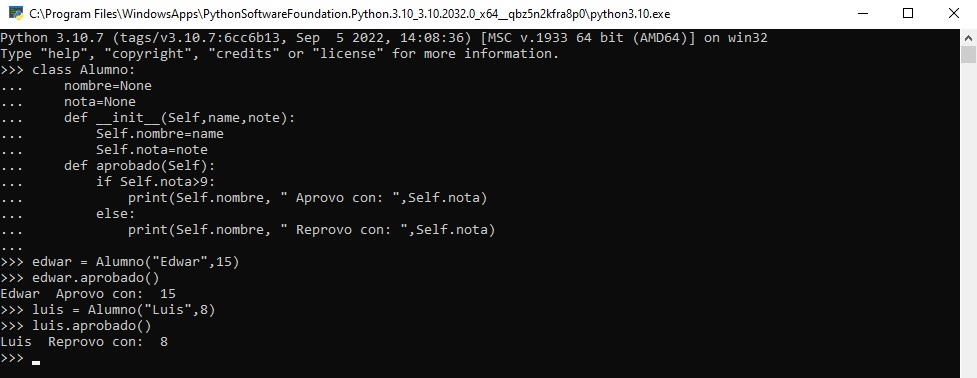 C:\Program Files\WindowsApps\PythonSoftwareFoundation.Python.3.10_3.10.2032.0_x64__qbz5n2kfra8p0\python3.10.exe
Python 3.10.7 (tags/v3.10.7:6cc6b13, Sep  5 2022, 14:08:36) [MSC v.1933 64 bit (AMD64)] on win32
Type "help", "copyright", "credits" or "license" for more information.
>>> class Alumno:
...     nombre=None
...     nota=None
...     def __init__(Self,name,note):
...         Self.nombre=name
...         Self.nota=note
...     def aprobado(Self):
...         if Self.nota>9:
...             print(Self.nombre, " Aprovo con: ",Self.nota)
...         else:
...             print(Self.nombre, " Reprovo con: ",Self.nota)
...
>>> edwar = Alumno("Edwar",15)
>>> edwar.aprobado()
Edwar  Aprovo con:  15
>>> luis = Alumno("Luis",8)
>>> luis.aprobado()
Luis  Reprovo con:  8
>>>